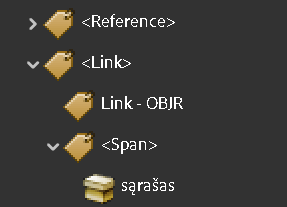 <Reference>
<Link>
Link - OBJR
<Span>
sąrašas